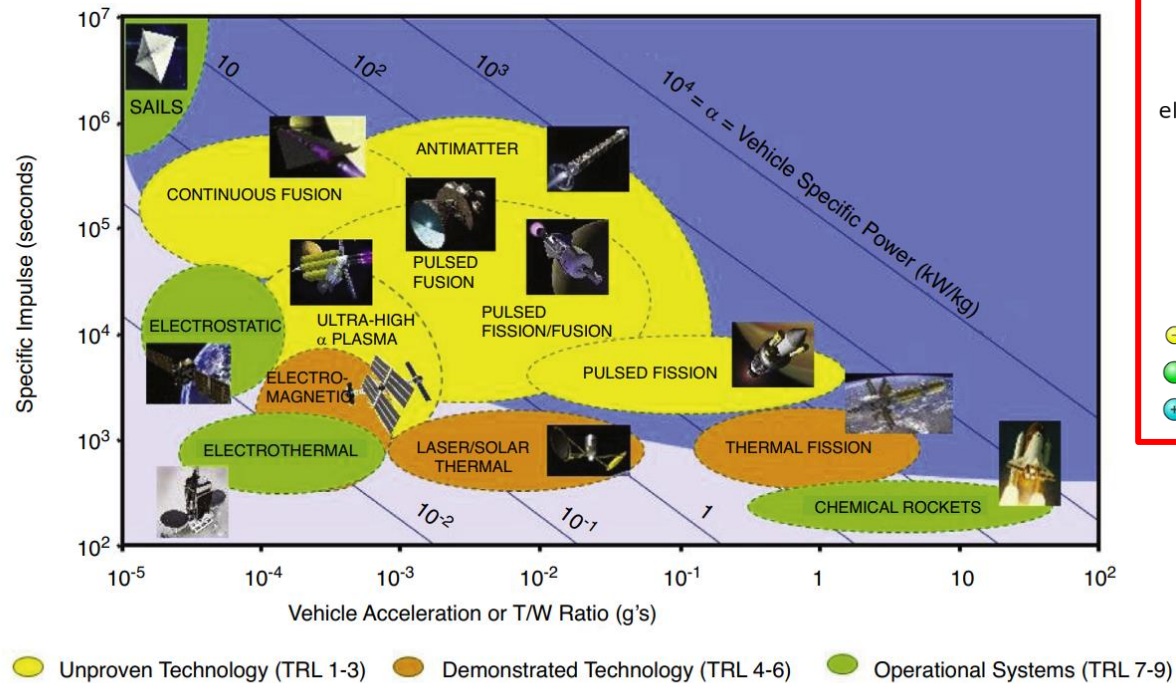 10⁷
10⁶
10⁵
10⁴
10³
10²
Specific Impulse (seconds)
SAILS
10
10²
10³
10⁴ = α = Vehicle Specific Power (kW/kg)
ANTIMATTER
CONTINUOUS FUSION
PULSED
FUSION
PULSED
FISSION/FUSION
ELECTROSTATIC
ULTRA-HIGH
α PLASMA
PULSED FISSION
ELECTRO-
MAGNETIC
ELECTROTHERMAL
LASER/SOLAR
THERMAL
THERMAL FISSION
CHEMICAL ROCKETS
10⁻²
10⁻¹
1
10⁻⁵
10⁻⁴
10⁻³
10⁻²
10⁻¹
1
10
10²
Vehicle Acceleration or T/W Ratio (g's)
Unproven Technology (TRL 1-3)
Demonstrated Technology (TRL 4-6)
Operational Systems (TRL 7-9)
el